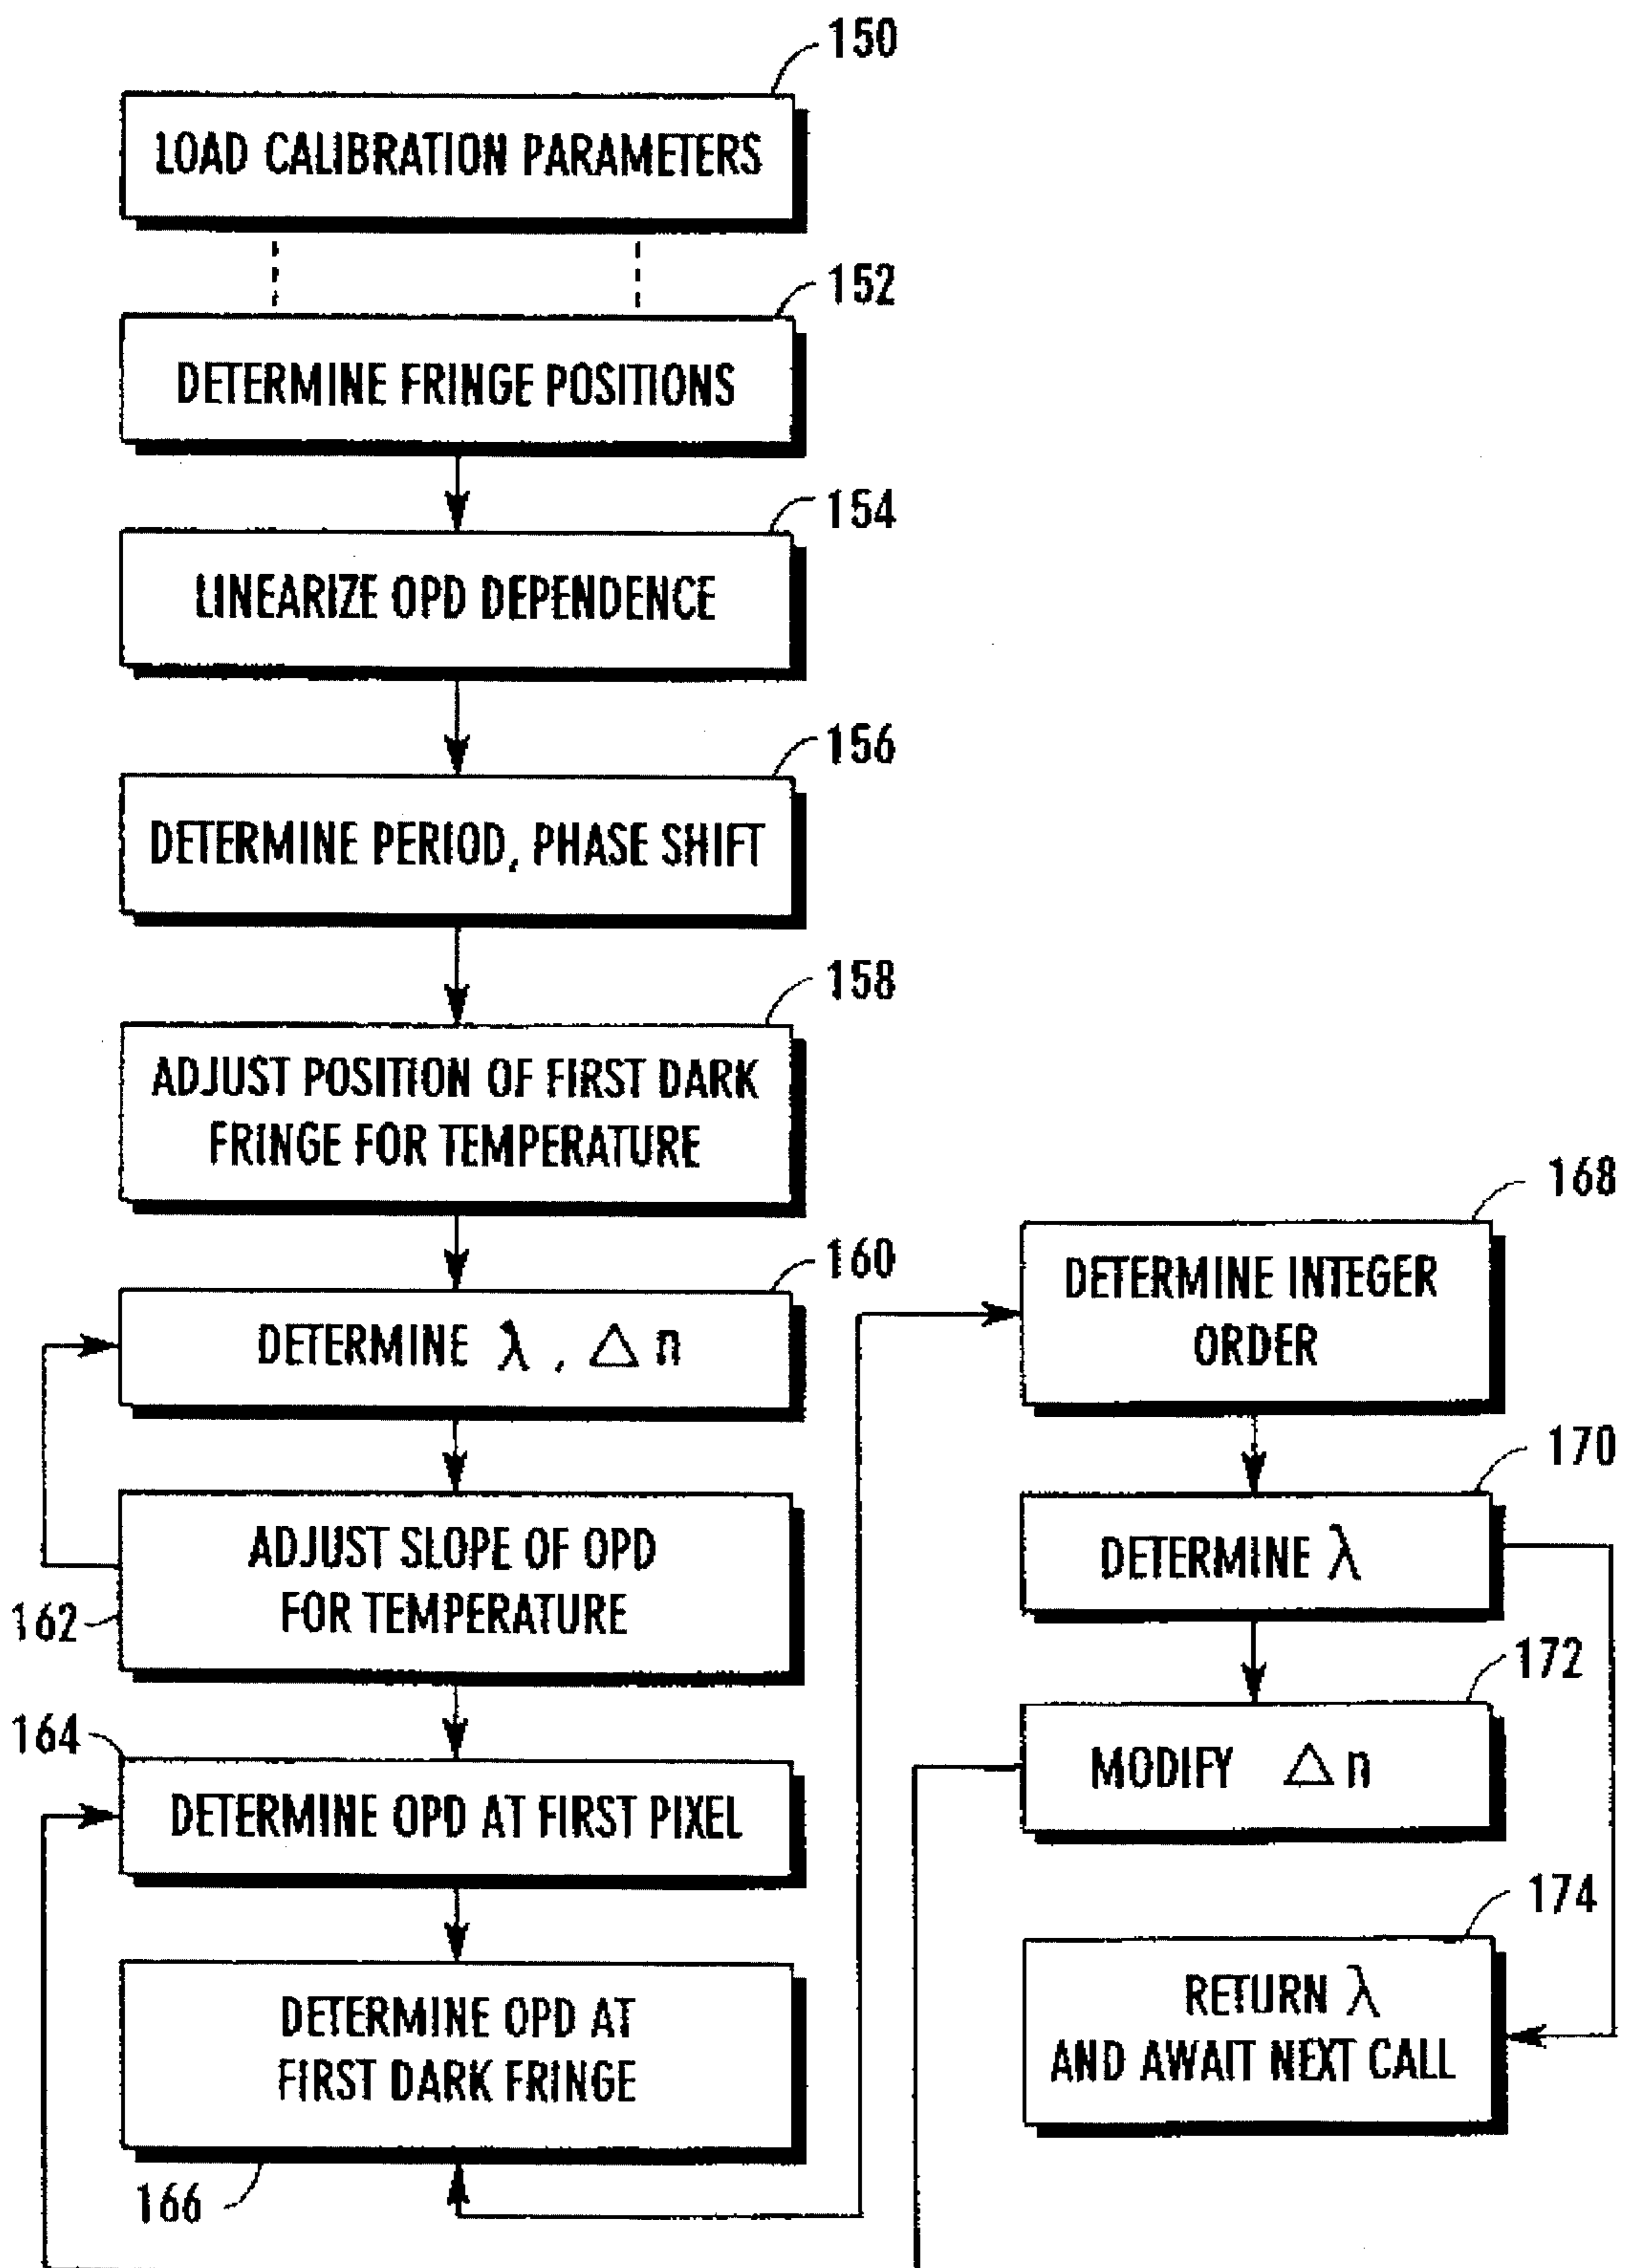 150
LOAD CALIBRATION PARAMETERS
152
DETERMINE FRINGE POSITIONS
154
LINEARIZE OPD DEPENDENCE
156
DETERMINE PERIOD, PHASE SHIFT
158
ADJUST POSITION OF FIRST DARK
FRINGE FOR TEMPERATURE
160
DETERMINE λ , △ n
162
ADJUST SLOPE OF OPD
FOR TEMPERATURE
164
DETERMINE OPD AT FIRST PIXEL
DETERMINE OPD AT
FIRST DARK FRINGE
166
168
DETERMINE INTEGER
ORDER
170
DETERMINE λ
172
MODIFY △ n
174
RETURN λ
AND AWAIT NEXT CALL